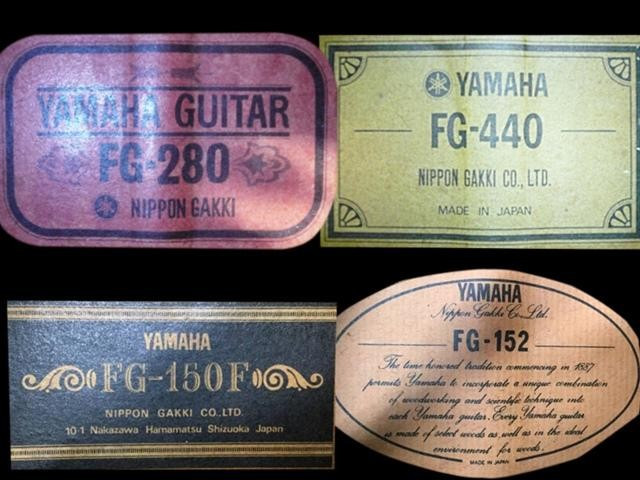 YAMAHA GUITAR
FG-280
NIPPON GAKKI
YAMAHA
FG-440
NIPPON GAKKI CO., LTD.
MADE IN JAPAN
YAMAHA
FG-150F
NIPPON GAKKI CO. LTD.
10-1 Nakazawa Hamamatsu Shizuoka Japan
YAMAHA
Nippon Gakki Co., Ltd.
FG-152
The time honored tradition commencing in 1887
permits Yamaha to incorporate a unique combination
of woodworking and scientific technique into
each Yamaha guitar. Every Yamaha guitar
is made of select woods as well as in the ideal
environment for woods.
MADE IN JAPAN